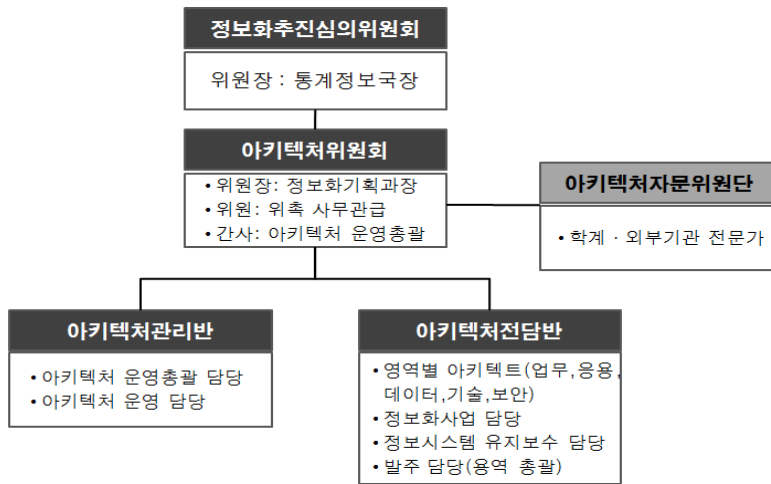 정보화추진심의위원회
위원장 : 통계정보국장
아키텍처위원회
• 위원장: 정보화기획과장
• 위원: 위촉 사무관급
• 간사: 아키텍처 운영총괄
아키텍처자문위원단
• 학계 · 외부기관 전문가
아키텍처관리반
• 아키텍처 운영총괄 담당
• 아키텍처 운영 담당
아키텍처전담반
• 영역별 아키텍트(업무,응용,
데이터,기술,보안)
• 정보화사업 담당
• 정보시스템 유지보수 담당
• 발주 담당(용역 총괄)